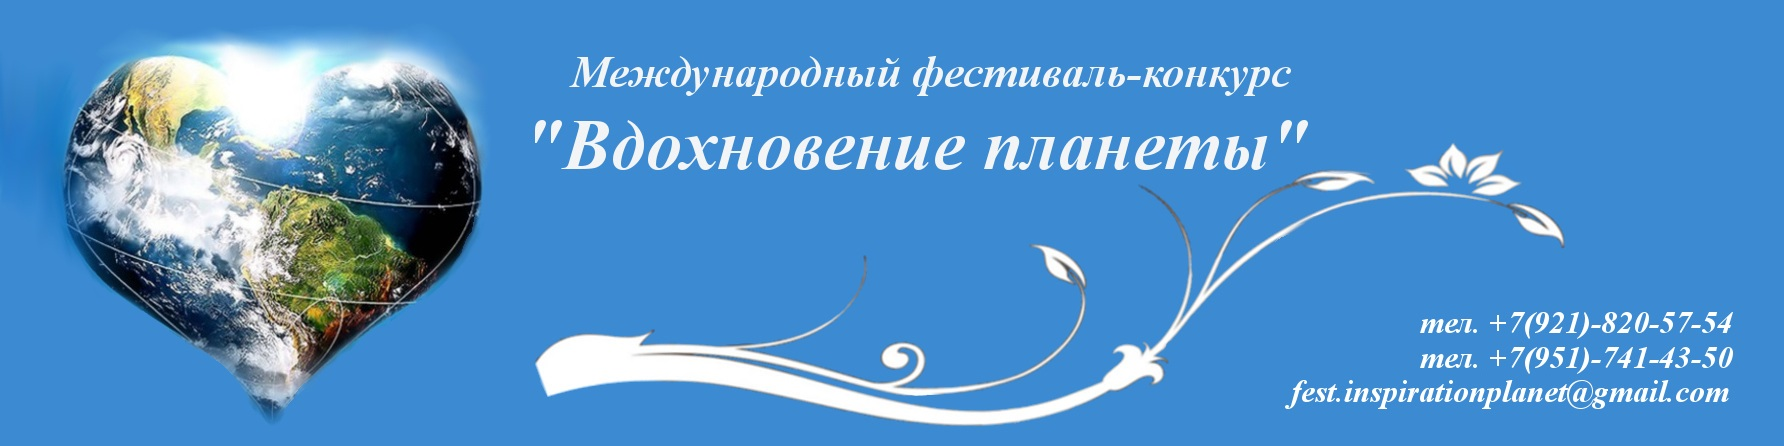 Международный фестиваль-конкурс
"Вдохновение планеты"
тел. +7(921)-820-57-54
тел. +7(951)-741-43-50
fest.inspirationplanet@gmail.com